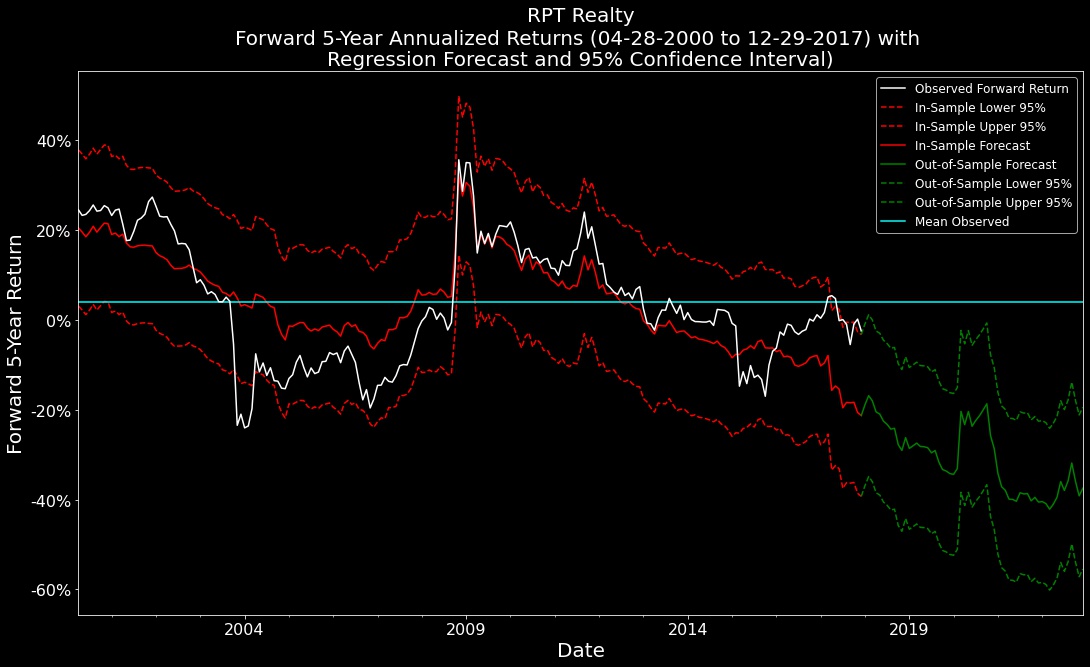 RPT Realty
Forward 5-Year Annualized Returns (04-28-2000 to 12-29-2017) with
Regression Forecast and 95% Confidence Interval)
Observed Forward Return
In-Sample Lower 95%
In-Sample Upper 95%
In-Sample Forecast
Out-of-Sample Forecast
Out-of-Sample Lower 95%
Out-of-Sample Upper 95%
Mean Observed
Forward 5-Year Return
40%
20%
0%
-20%
-40%
-60%
2004
2009
2014
2019
Date